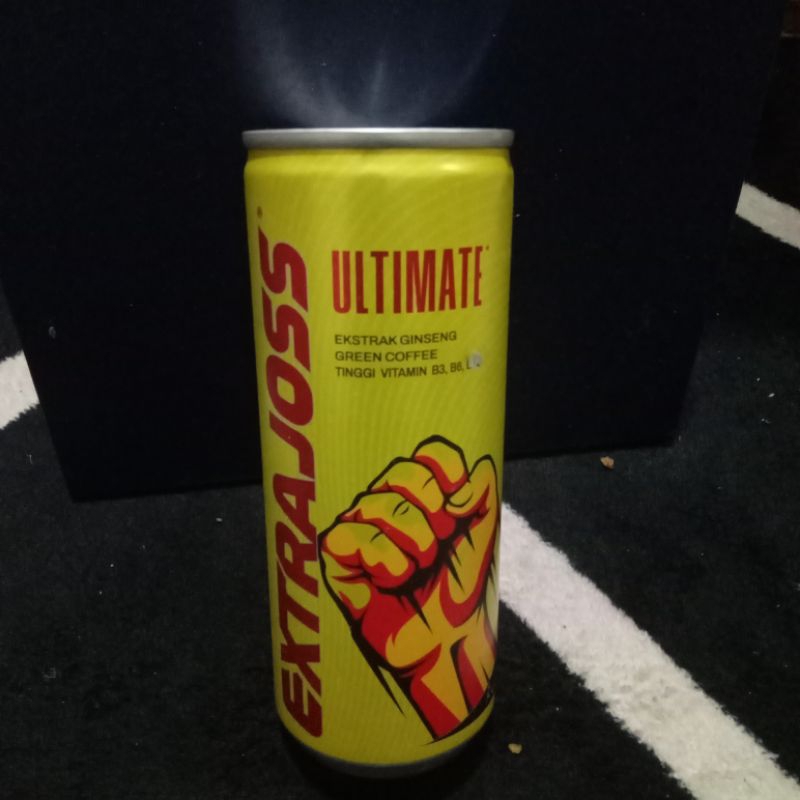 EXTRAJOSS
ULTIMATE
EKSTRAK GINSENG
GREEN COFFEE
TINGGI VITAMIN B3, B6,